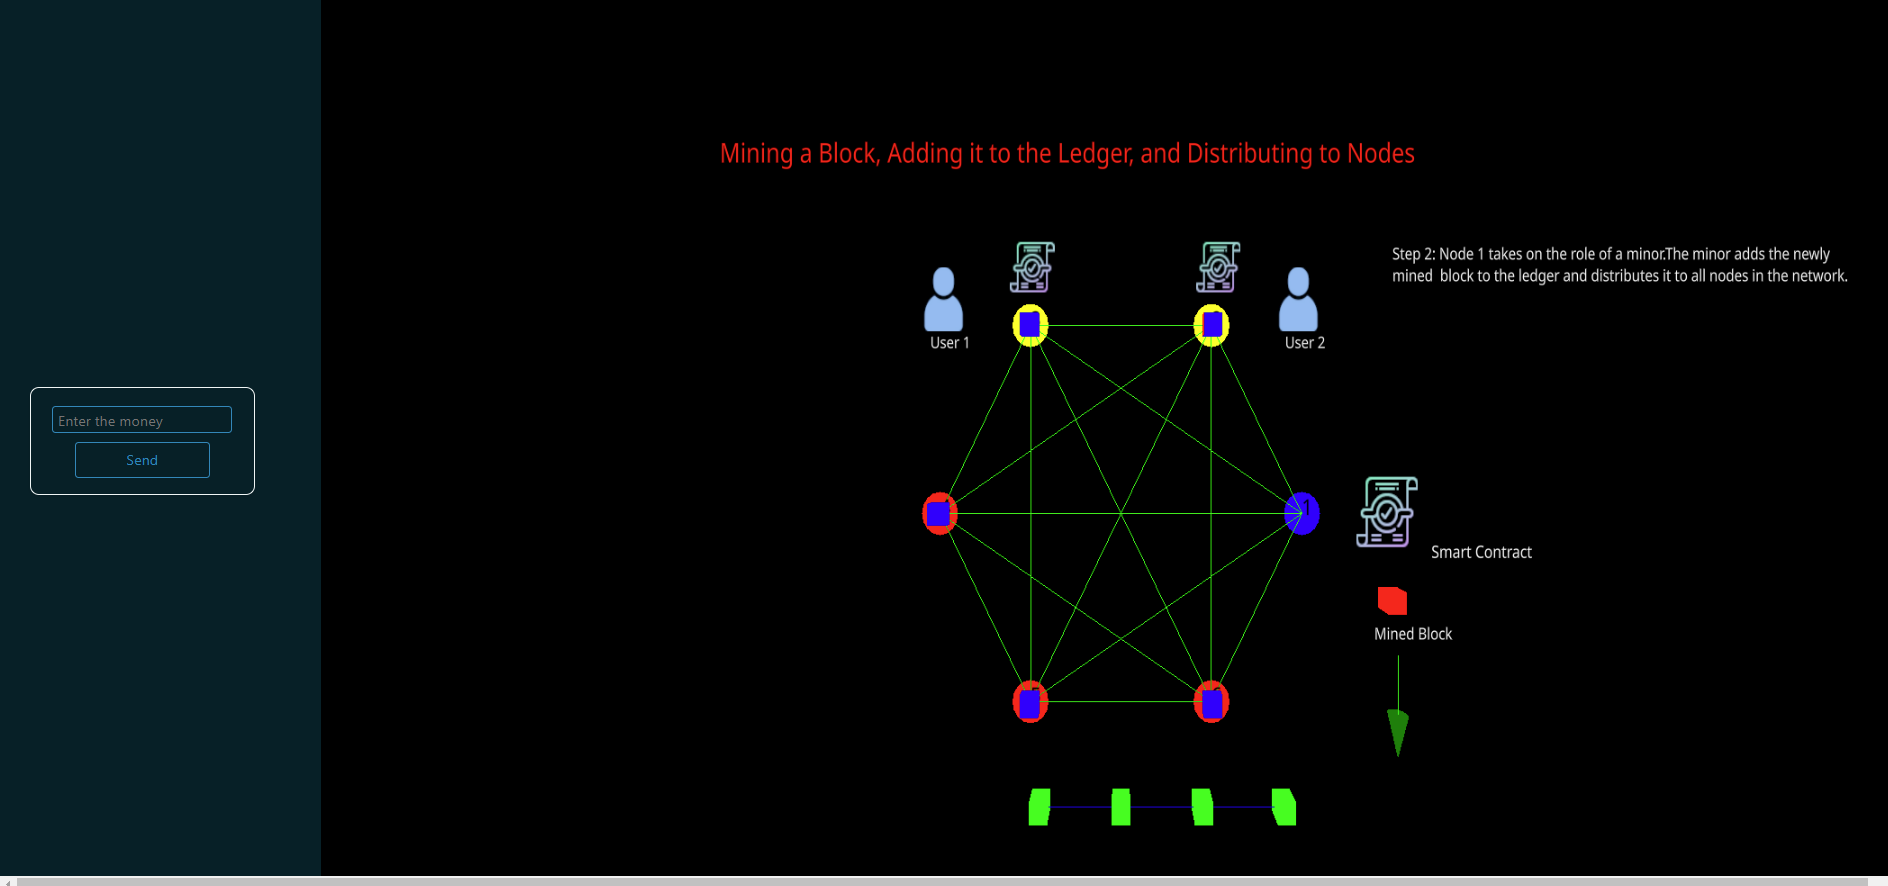 Mining a Block, Adding it to the Ledger, and Distributing to Nodes
Step 2: Node 1 takes on the role of a minor.The minor adds the newly
mined  block to the ledger and distributes it to all nodes in the network.
User 1
User 2
Enter the money
Send
1
Smart Contract
Mined Block